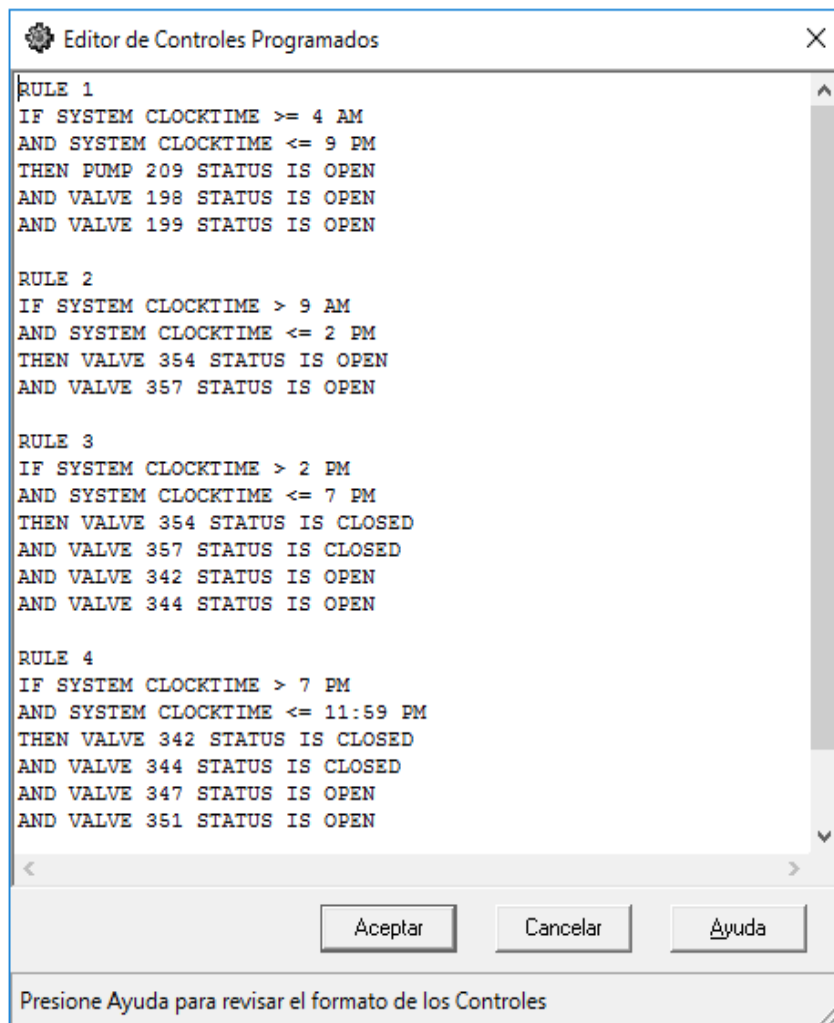 Editor de Controles Programados
RULE 1
IF SYSTEM CLOCKTIME >= 4 AM
AND SYSTEM CLOCKTIME <= 9 PM
THEN PUMP 209 STATUS IS OPEN
AND VALVE 198 STATUS IS OPEN
AND VALVE 199 STATUS IS OPEN
RULE 2
IF SYSTEM CLOCKTIME > 9 AM
AND SYSTEM CLOCKTIME <= 2 PM
THEN VALVE 354 STATUS IS OPEN
AND VALVE 357 STATUS IS OPEN
RULE 3
IF SYSTEM CLOCKTIME > 2 PM
AND SYSTEM CLOCKTIME <= 7 PM
THEN VALVE 354 STATUS IS CLOSED
AND VALVE 357 STATUS IS CLOSED
AND VALVE 342 STATUS IS OPEN
AND VALVE 344 STATUS IS OPEN
RULE 4
IF SYSTEM CLOCKTIME > 7 PM
AND SYSTEM CLOCKTIME <= 11:59 PM
THEN VALVE 342 STATUS IS CLOSED
AND VALVE 344 STATUS IS CLOSED
AND VALVE 347 STATUS IS OPEN
AND VALVE 351 STATUS IS OPEN
Aceptar Cancelar Ayuda
Presione Ayuda para revisar el formato de los Controles